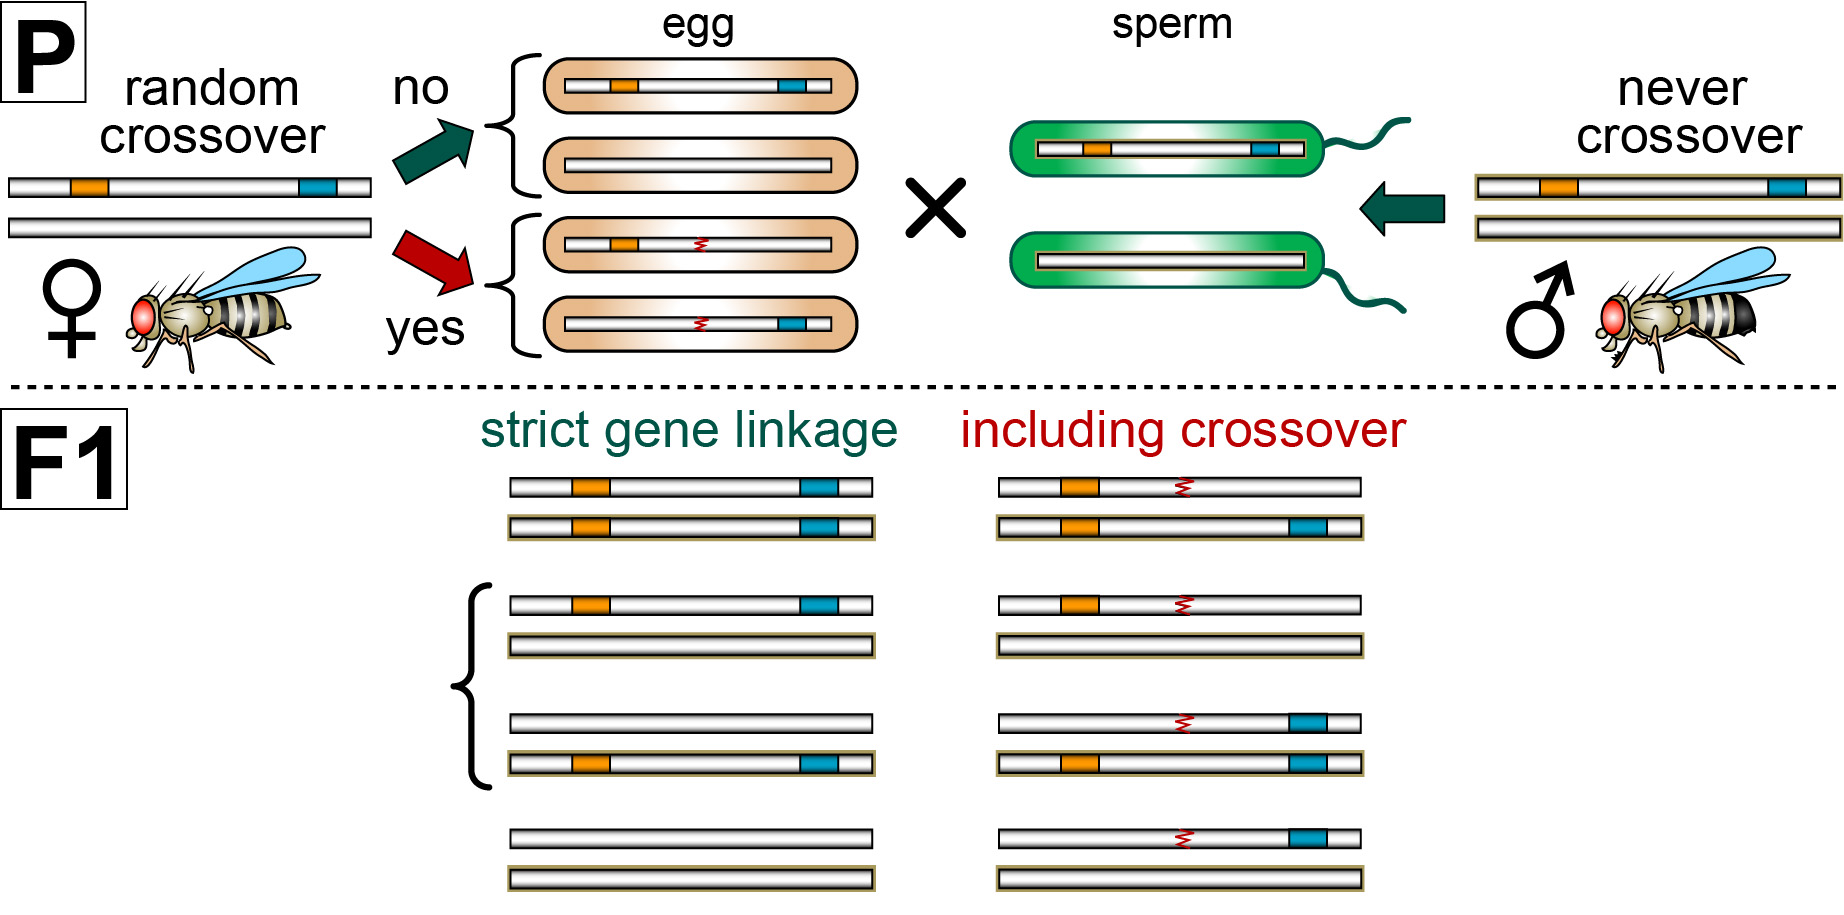 P
egg
sperm
random
crossover
no
yes
never
crossover
F1
strict gene linkage
including crossover